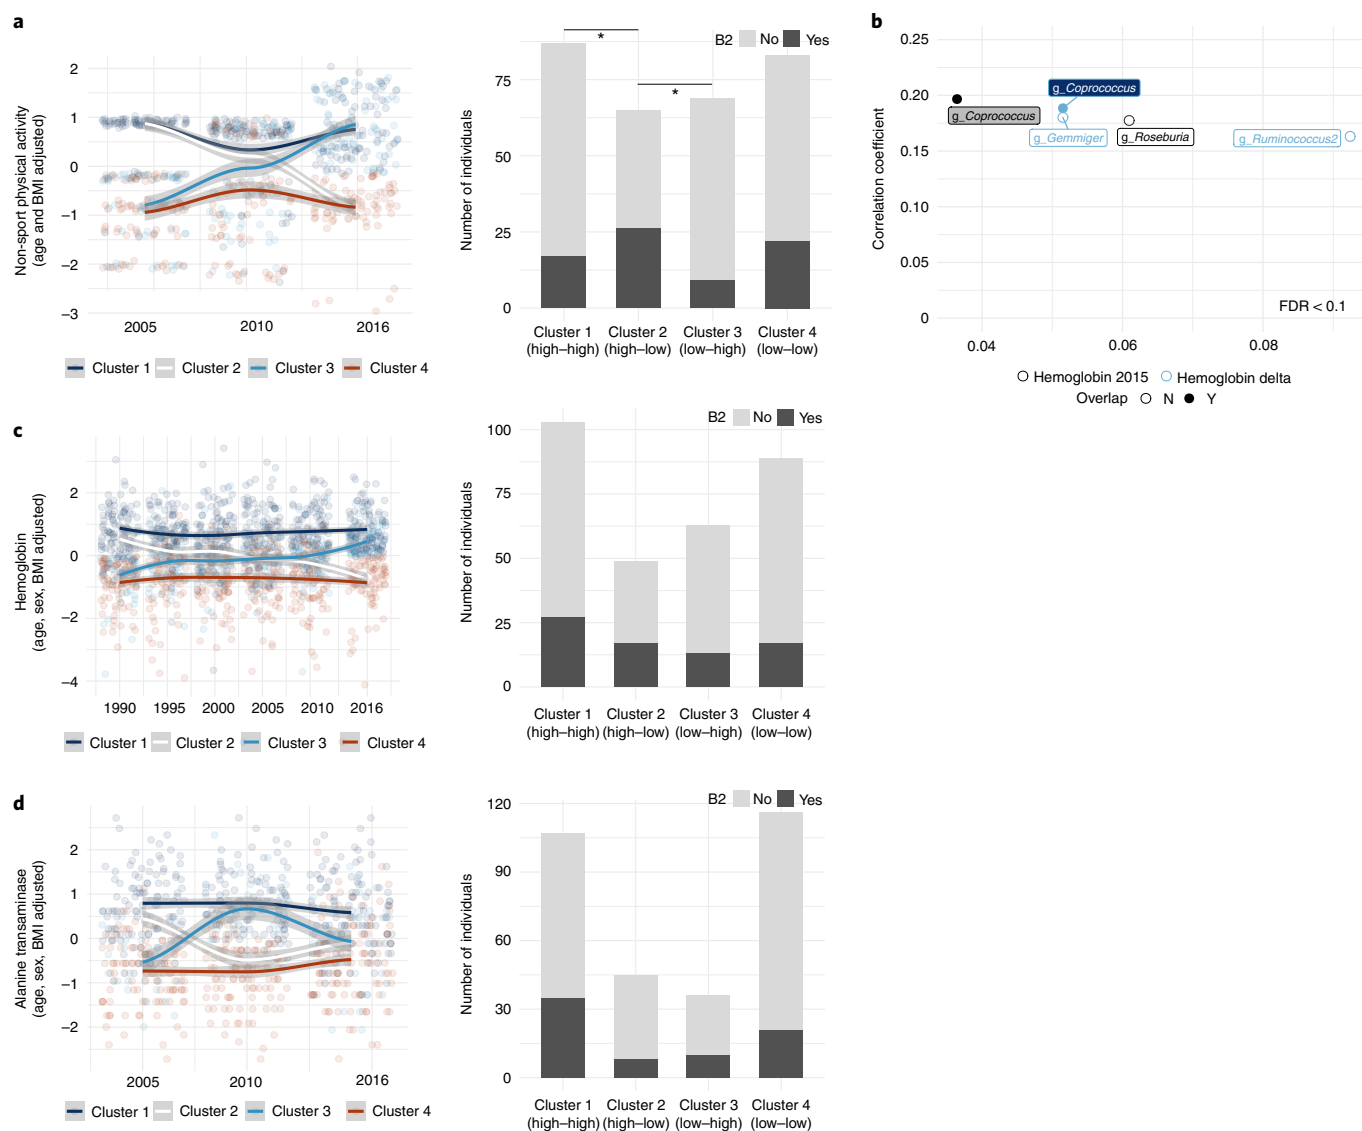 a
Non-sport physical activity
(age and BMI adjusted)
2
1
0
–1
–2
–3
2005 2010 2016
Cluster 1 Cluster 2 Cluster 3 Cluster 4
B2 No Yes
* *
Number of individuals
75
50
25
0
Cluster 1 Cluster 2 Cluster 3 Cluster 4
(high–high) (high–low) (low–high) (low–low)
b
Correlation coefficient
0.25
0.20
0.15
0.10
0.05
0
g_Coprococcus
g_Coprococcus
g_Gemmiger
g_Roseburia
g_Ruminococcus2
FDR < 0.1
0.04 0.06 0.08
Hemoglobin 2015 Hemoglobin delta
Overlap N Y
c
Hemoglobin
(age, sex, BMI adjusted)
2
0
–2
–4
1990 1995 2000 2005 2010 2016
Cluster 1 Cluster 2 Cluster 3 Cluster 4
B2 No Yes
Number of individuals
100
75
50
25
0
Cluster 1 Cluster 2 Cluster 3 Cluster 4
(high–high) (high–low) (low–high) (low–low)
d
Alanine transaminase
(age, sex, BMI adjusted)
2
1
0
–1
–2
2005 2010 2016
Cluster 1 Cluster 2 Cluster 3 Cluster 4
B2 No Yes
Number of individuals
120
90
60
30
0
Cluster 1 Cluster 2 Cluster 3 Cluster 4
(high–high) (high–low) (low–high) (low–low)